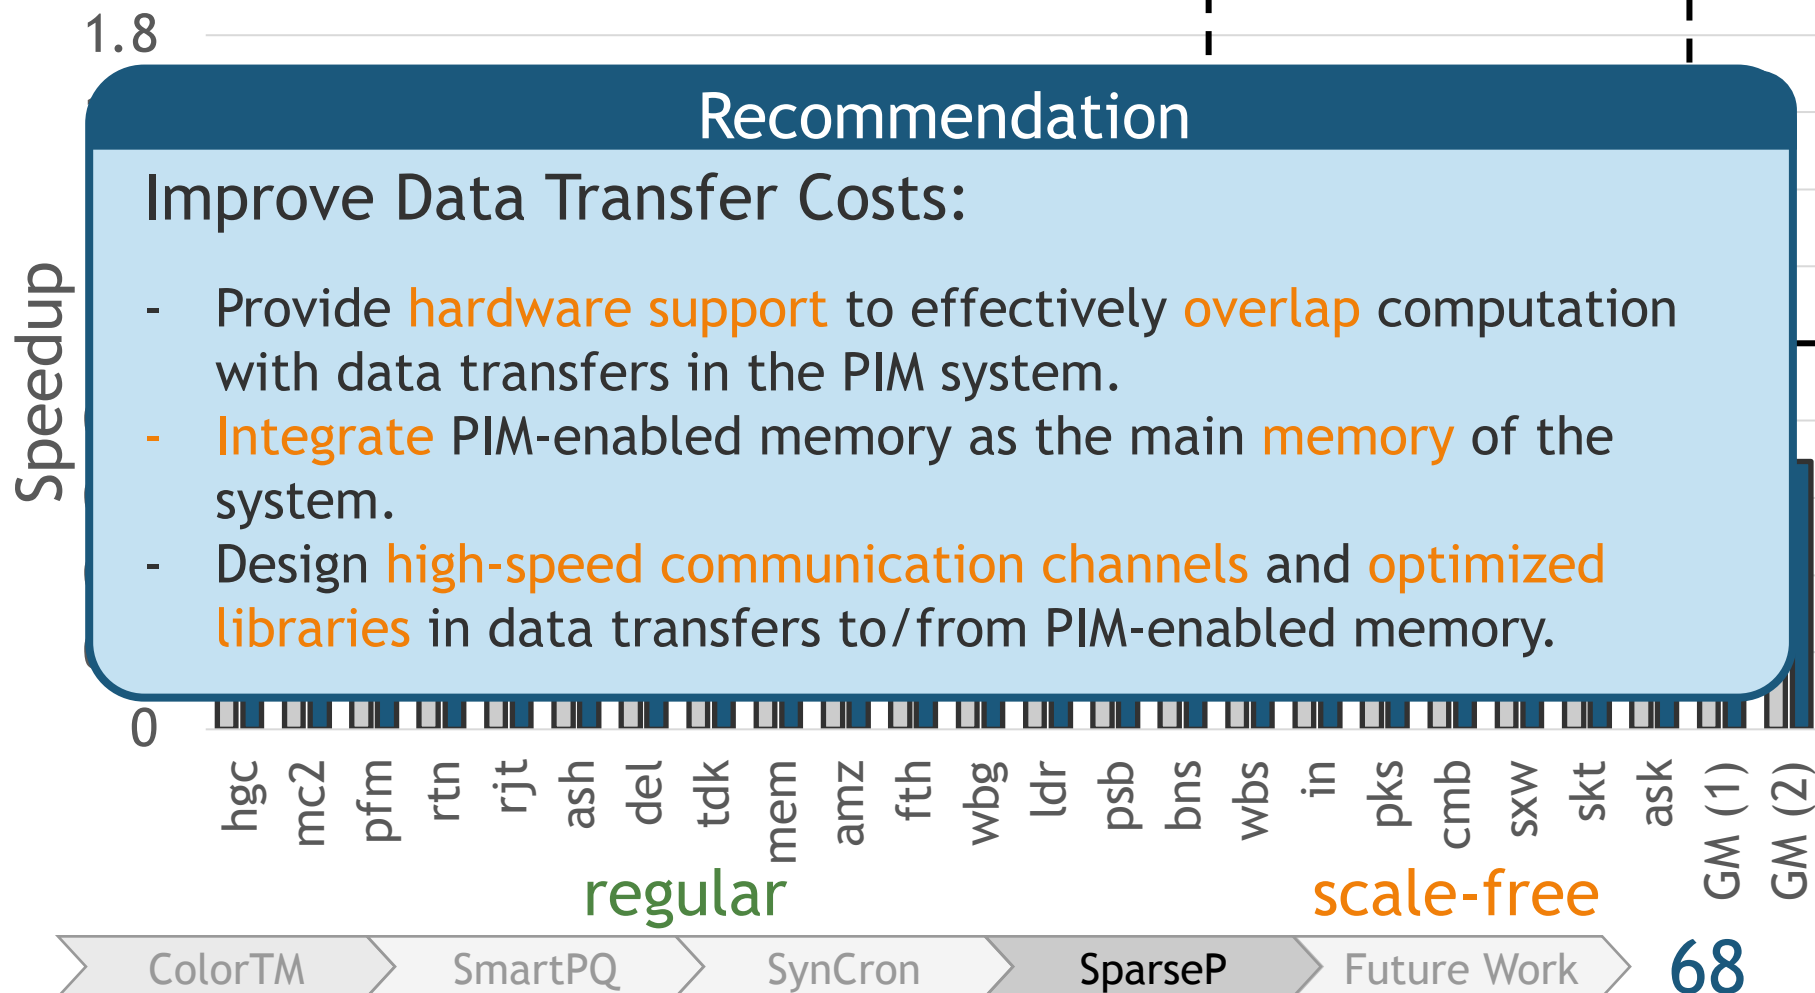 1.8
Recommendation
Improve Data Transfer Costs:
- Provide hardware support to effectively overlap computation
with data transfers in the PIM system.
- Integrate PIM-enabled memory as the main memory of the
system.
- Design high-speed communication channels and optimized
libraries in data transfers to/from PIM-enabled memory.
Speedup
0
hgc mc2 pfm rtn rjt ash del tdk mem amz fth wbg ldr psb bns wbs in pks cmb sxw skt ask GM (1) GM (2)
regular scale-free
ColorTM SmartPQ SynCron SparseP Future Work 68